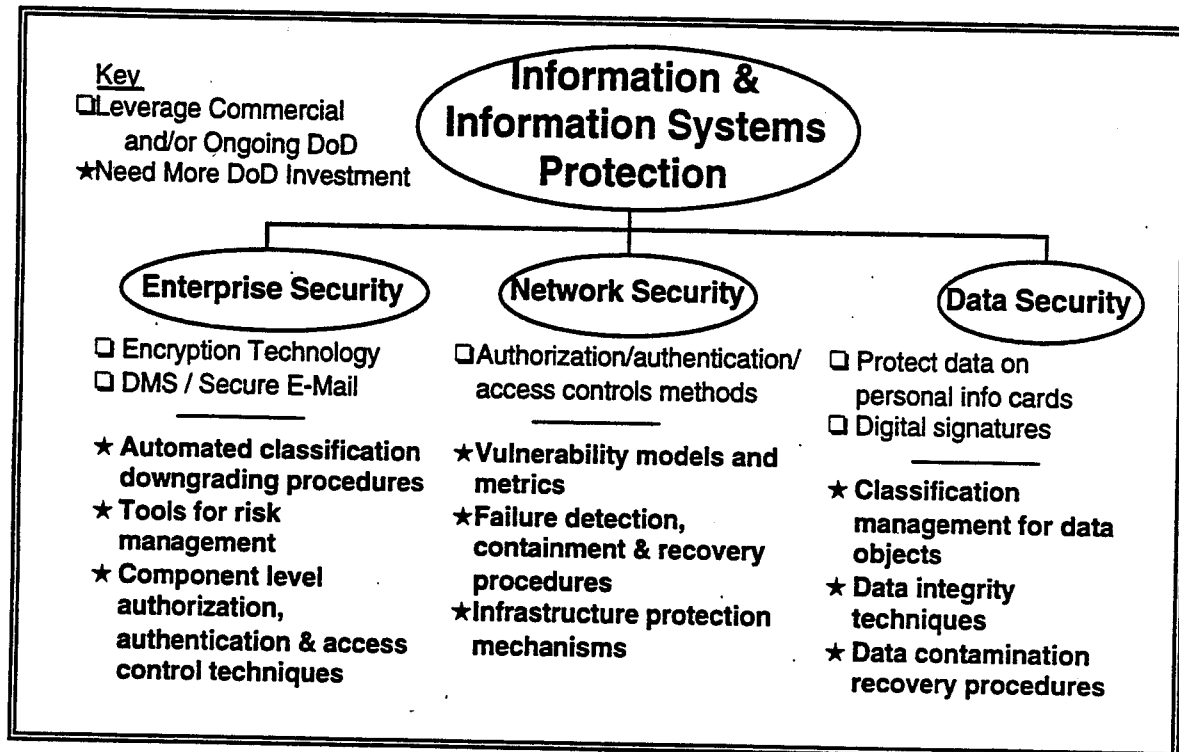 Key
❏Leverage Commercial
and/or Ongoing DoD
★Need More DoD Investment
Information &
Information Systems
Protection
Enterprise Security
❏ Encryption Technology
❏ DMS / Secure E-Mail
★ Automated classification
downgrading procedures
★ Tools for risk
management
★ Component level
authorization,
authentication & access
control techniques
Network Security
❏Authorization/authentication/
access controls methods
★Vulnerability models and
metrics
★Failure detection,
containment & recovery
procedures
★Infrastructure protection
mechanisms
Data Security
❏ Protect data on
personal info cards
❏ Digital signatures
★ Classification
management for data
objects
★ Data integrity
techniques
★ Data contamination
recovery procedures